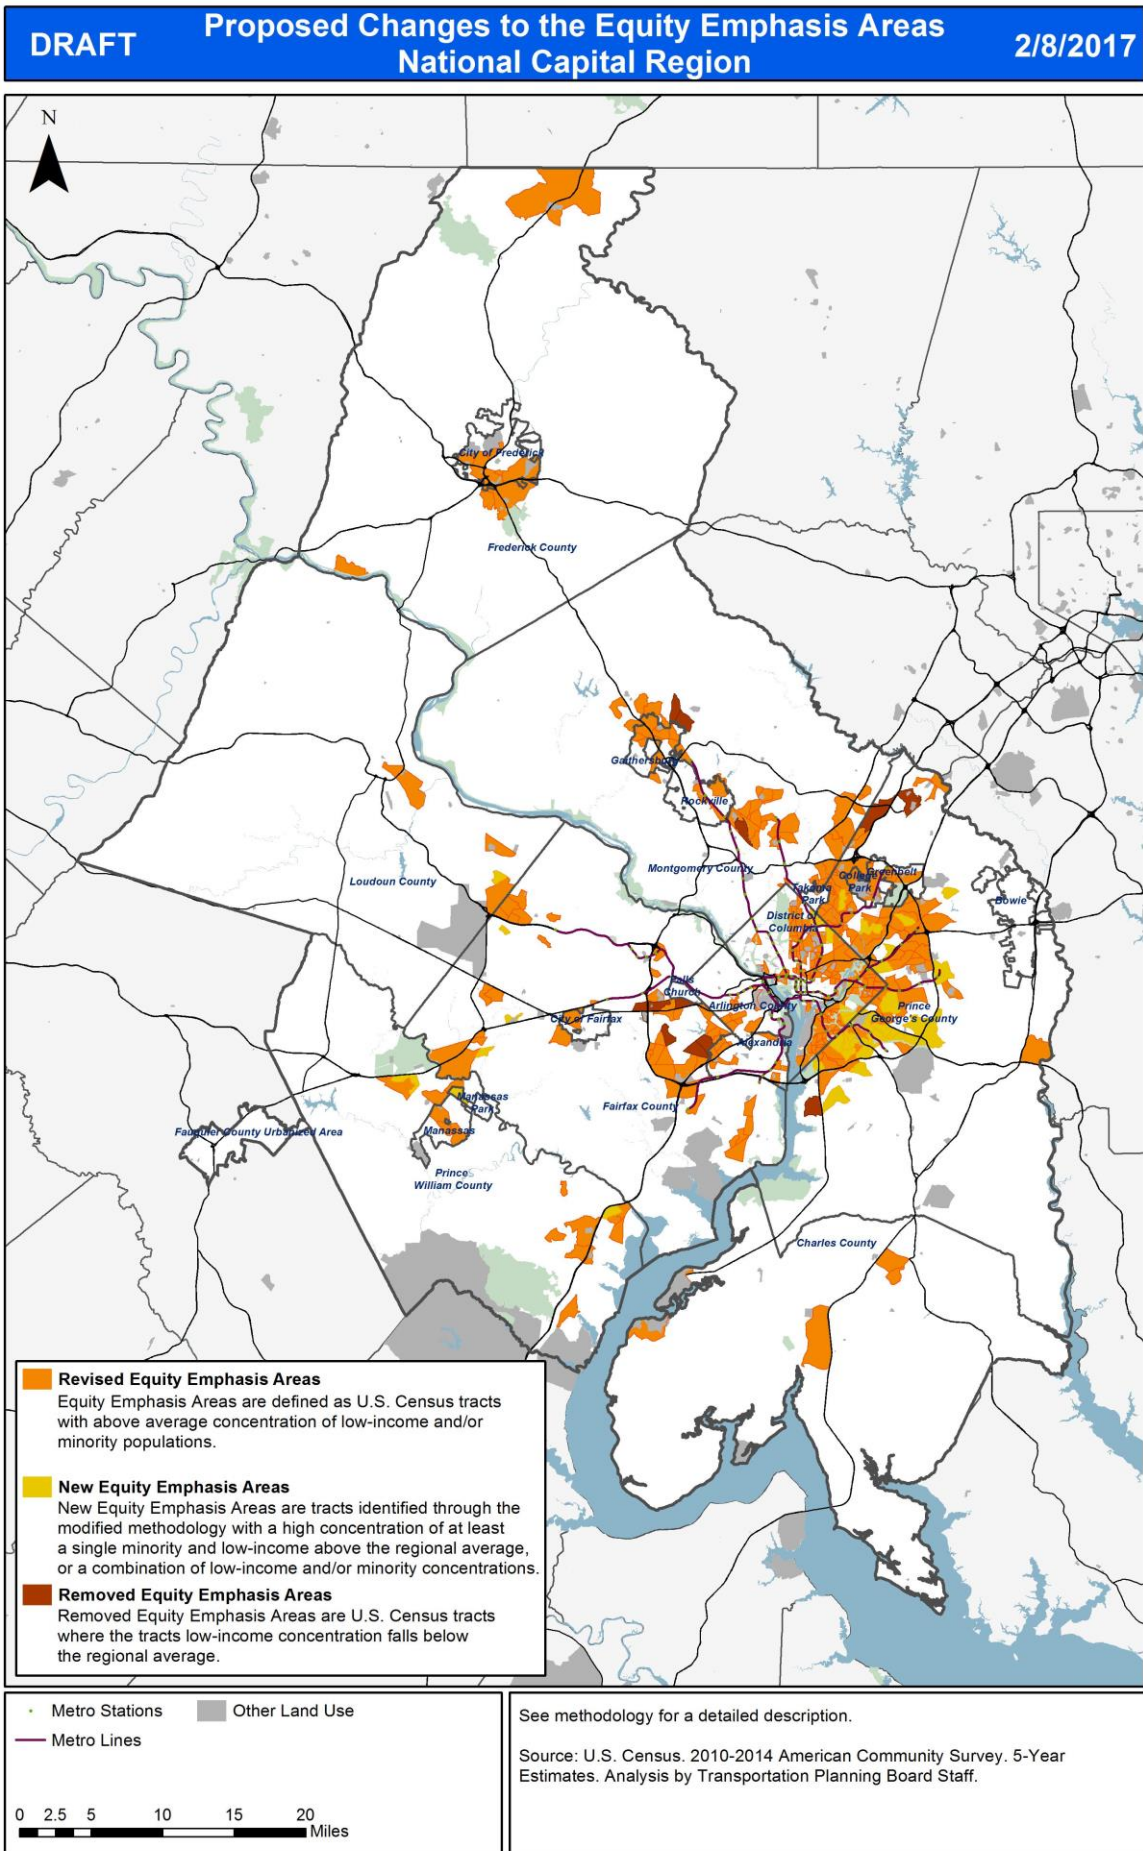 DRAFT
Proposed Changes to the Equity Emphasis Areas
National Capital Region
2/8/2017
N
City of Frederick
Frederick County
Gaithersburg
Rockville
Montgomery County
Loudoun County
Takoma
Park
College
Park
Greenbelt
Bowie
District of
Columbia
Falls
Church
Arlington County
City of Fairfax
Prince
George's County
Alexandria
Fairfax County
Manassas
Park
Manassas
Fauquier County Urbanized Area
Prince
William County
Charles County
Revised Equity Emphasis Areas
Equity Emphasis Areas are defined as U.S. Census tracts
with above average concentration of low-income and/or
minority populations.
New Equity Emphasis Areas
New Equity Emphasis Areas are tracts identified through the
modified methodology with a high concentration of at least
a single minority and low-income above the regional average,
or a combination of low-income and/or minority concentrations.
Removed Equity Emphasis Areas
Removed Equity Emphasis Areas are U.S. Census tracts
where the tracts low-income concentration falls below
the regional average.
Metro Stations
Other Land Use
Metro Lines
0 2.5 5 10 15 20
Miles
See methodology for a detailed description.
Source: U.S. Census. 2010-2014 American Community Survey. 5-Year
Estimates. Analysis by Transportation Planning Board Staff.